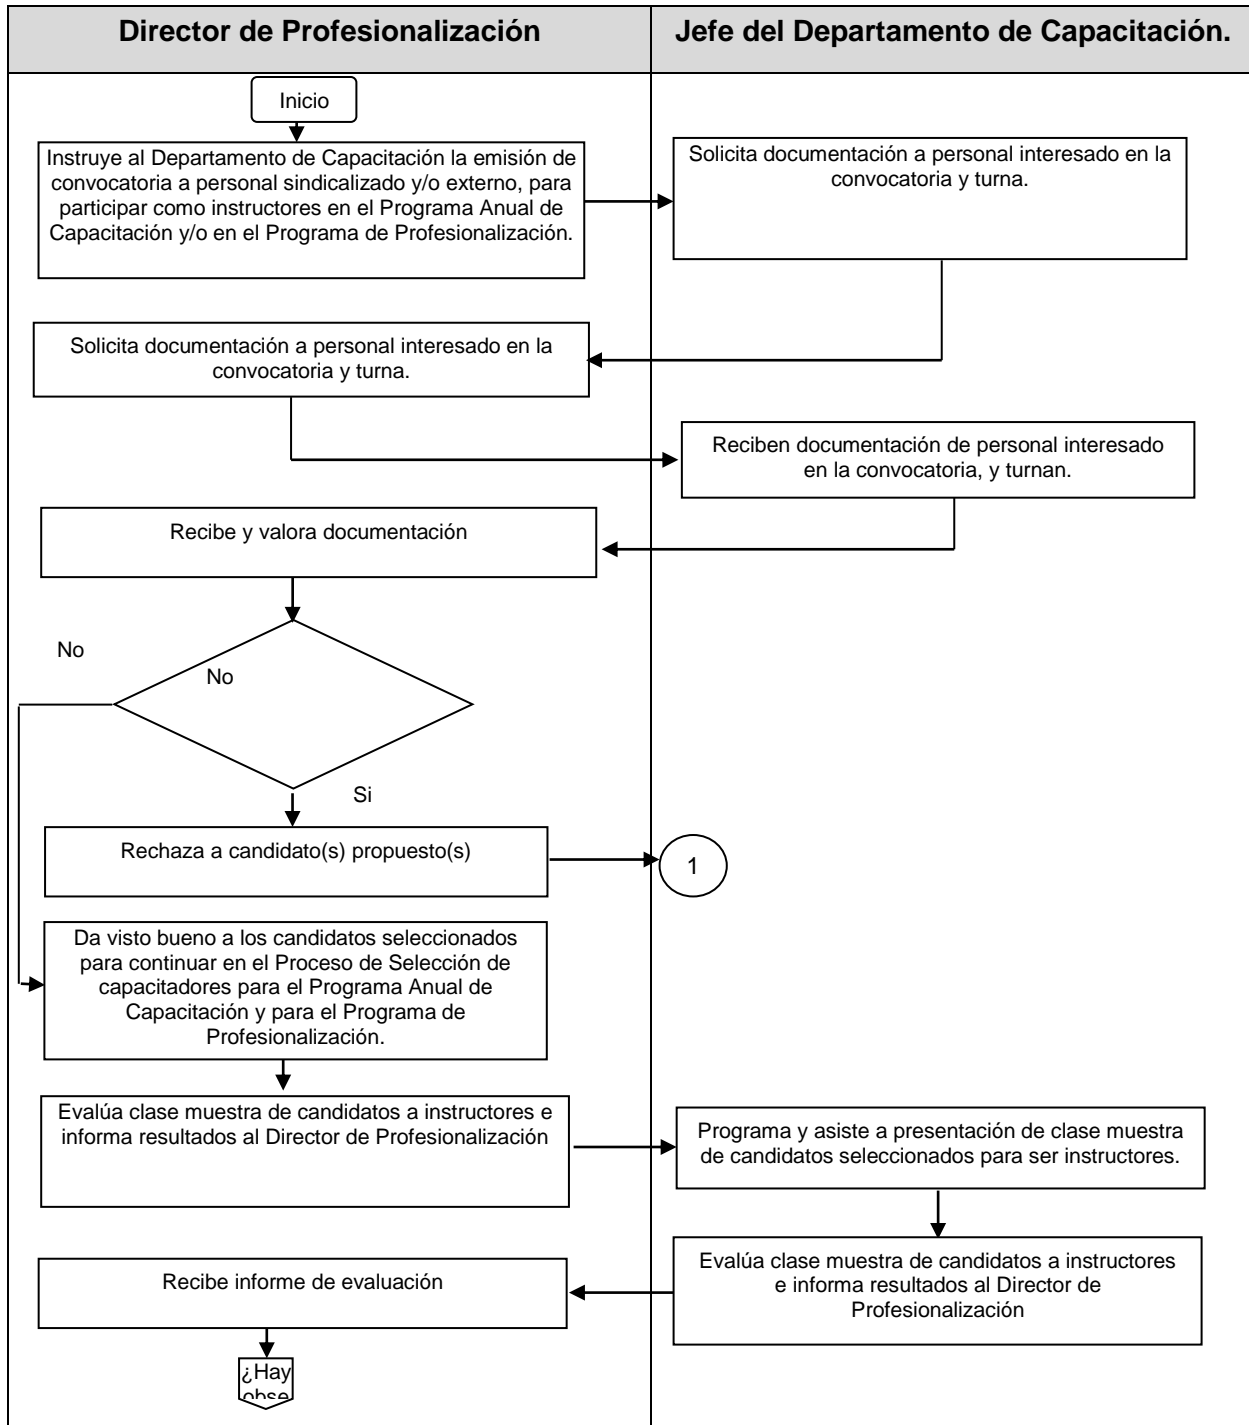 Director de Profesionalización
Jefe del Departamento de Capacitación.
Inicio
Instruye al Departamento de Capacitación la emisión de
convocatoria a personal sindicalizado y/o externo, para
participar como instructores en el Programa Anual de
Capacitación y/o en el Programa de Profesionalización.
Solicita documentación a personal interesado en la
convocatoria y turna.
Solicita documentación a personal interesado en la
convocatoria y turna.
Reciben documentación de personal interesado
en la convocatoria, y turnan.
Recibe y valora documentación
No
No
Si
Rechaza a candidato(s) propuesto(s)
1
Da visto bueno a los candidatos seleccionados
para continuar en el Proceso de Selección de
capacitadores para el Programa Anual de
Capacitación y para el Programa de
Profesionalización.
Evalúa clase muestra de candidatos a instructores e
informa resultados al Director de Profesionalización
Programa y asiste a presentación de clase muestra
de candidatos seleccionados para ser instructores.
Evalúa clase muestra de candidatos a instructores
e informa resultados al Director de
Profesionalización
Recibe informe de evaluación
¿Hay
obse